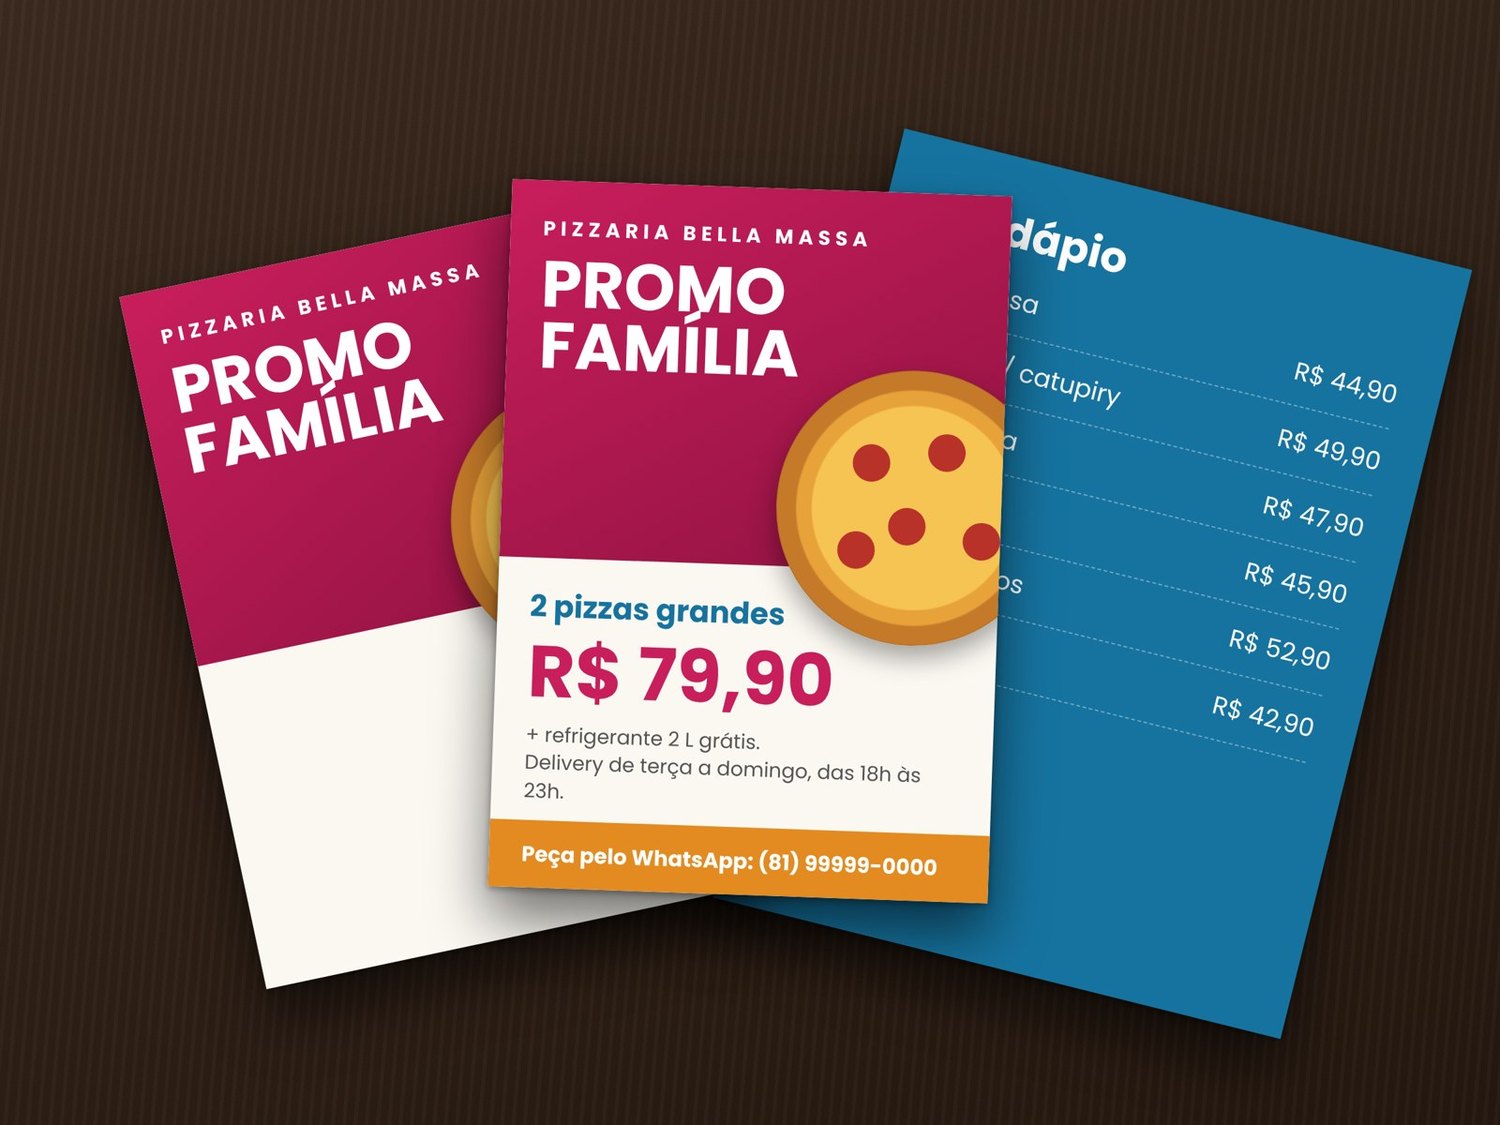 PIZZARIA BELLA MASSA
PROMO
FAMÍLIA
PIZZARIA BELLA MASSA
PROMO
FAMÍLIA
2 pizzas grandes
R$ 79,90
+ refrigerante 2 L grátis.
Delivery de terça a domingo, das 18h às
23h.
Peça pelo WhatsApp: (81) 99999-0000
dápio
sa
R$ 44,90
/ catupiry
R$ 49,90
a
R$ 47,90
R$ 45,90
os
R$ 52,90
R$ 42,90